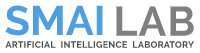 SMAI LAB
ARTIFICIAL INTELLIGENCE LABORATORY